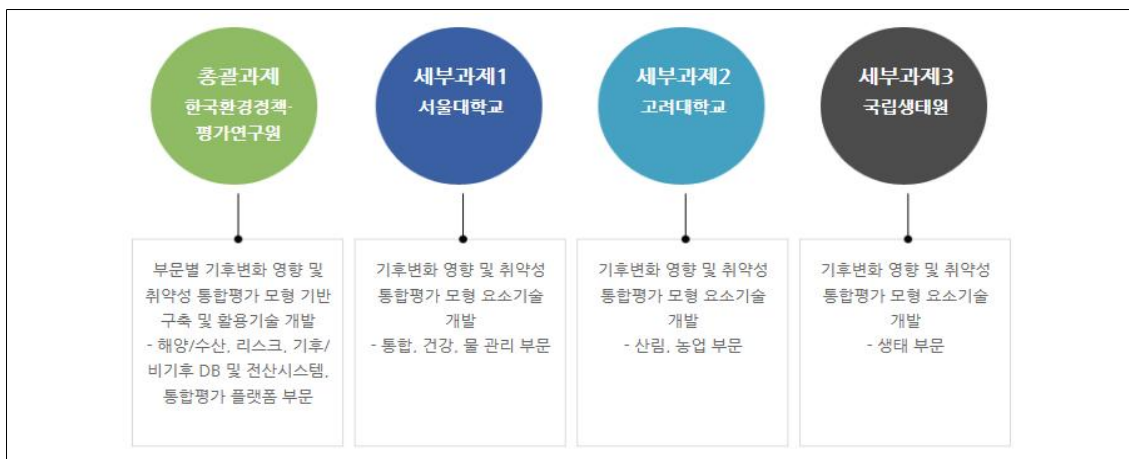 총괄과제
한국환경정책·
평가연구원
세부과제1
서울대학교
세부과제2
고려대학교
세부과제3
국립생태원
부문별 기후변화 영향 및
취약성 통합평가 모형 기반
구축 및 활용기술 개발
- 해양/수산, 리스크, 기후/
비기후 DB 및 전산시스템,
통합평가 플랫폼 부문
기후변화 영향 및 취약성
통합평가 모형 요소기술
개발
- 통합, 건강, 물 관리 부문
기후변화 영향 및 취약성
통합평가 모형 요소기술
개발
- 산림, 농업 부문
기후변화 영향 및 취약성
통합평가 모형 요소기술
개발
- 생태 부문